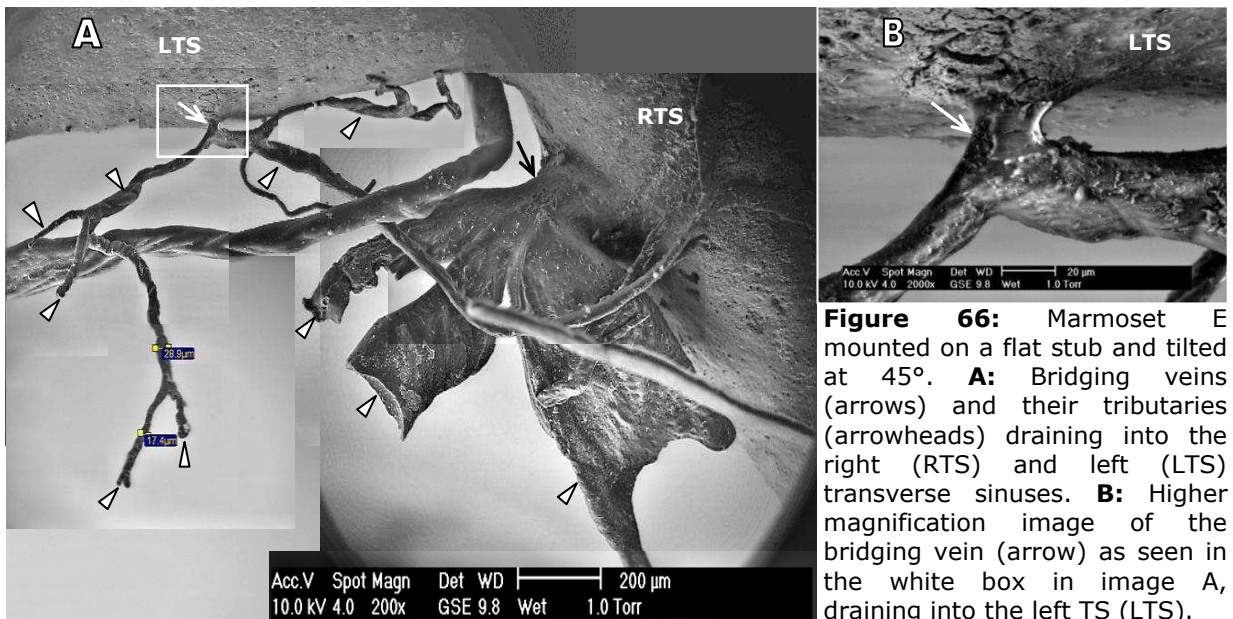 A
LTS
RTS
28.9µm
17.4µm
Acc.V Spot Magn Det WD 200 µm
10.0 kV 4.0 200x GSE 9.8 Wet 1.0 Torr
B
LTS
Acc.V Spot Magn Det WD 20 µm
10.0 kV 4.0 2000x GSE 9.8 Wet 1.0 Torr
Figure 66: Marmoset E
mounted on a flat stub and tilted
at 45°. A: Bridging veins
(arrows) and their tributaries
(arrowheads) draining into the
right (RTS) and left (LTS)
transverse sinuses. B: Higher
magnification image of the
bridging vein (arrow) as seen in
the white box in image A,
draining into the left TS (LTS).